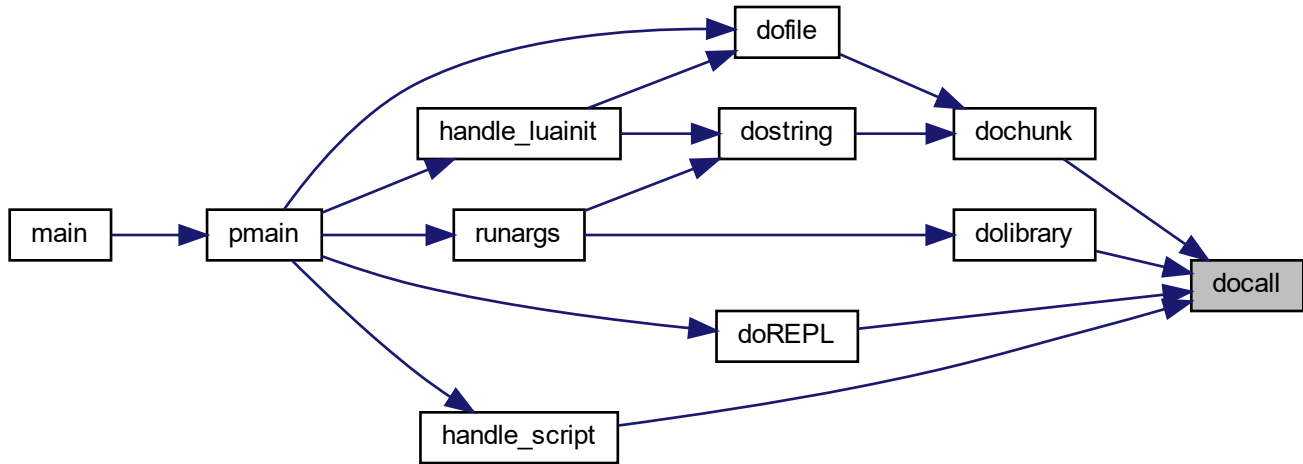 dofile
handle_luainit
dostring
dochunk
main
pmain
runargs
dolibrary
docall
doREPL
handle_script